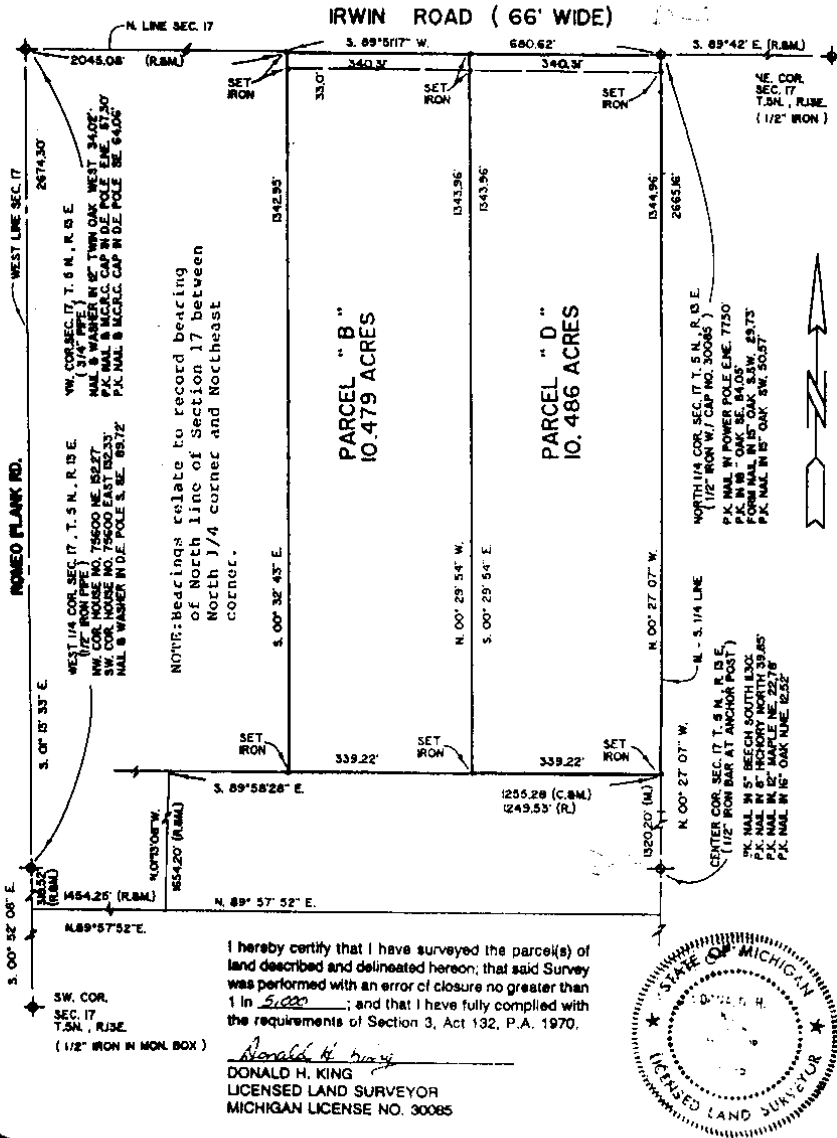 IRWIN ROAD ( 66' WIDE)
N. LINE SEC. 17
S. 89°51'17" W.
680.62'
S. 89°42' E. (R.&M.)
2045.08' (R.&M.)
340.31'
340.31'
SET
IRON
33.0'
SET
IRON
SET
IRON
NE. COR.
SEC. 17
T.5N., R.13E.
( 1/2" IRON )
WEST LINE SEC. 17
2674.30'
NW. COR. SEC. 17, T. 5 N., R. 13 E.
( 3/4" PIPE )
NAIL & WASHER IN 12" TWIN OAK WEST 34.02'
P.K. NAIL & M.C.R.C. CAP IN D.E. POLE ENE. 57.30'
P.K. NAIL & M.C.R.C. CAP IN D.E. POLE SE. 64.06'
1342.95'
1343.96'
1343.96'
1344.96'
2665.16'
ROMEO PLANK RD.
WEST 1/4 COR. SEC. 17, T. 5 N., R. 13 E.
(1/2" IRON PIPE )
NW. COR. HOUSE NO. 75600 NE. 152.27'
SW. COR. HOUSE NO. 75600 EAST 152.33'
NAIL & WASHER IN D.E. POLE S. SE. 89.72'
NOTE: Bearings relate to record bearing
of North line of Section 17 between
North 1/4 corner and Northeast
corner.
PARCEL "B"
10.479 ACRES
PARCEL "D"
10.486 ACRES
NORTH 1/4 COR. SEC. 17 T. 5 N., R. 13 E.
(1/2" IRON W./ CAP NO. 30085 )
P.K. NAIL IN POWER POLE E.NE. 77.50'
P.K. IN 18" OAK SE. 84.05'
FORM NAIL IN 15" OAK S.SW. 29.73'
P.K. NAIL IN 15" OAK SW. 50.57'
N
S. 00° 32' 43" E.
N. 00° 29' 54" W.
S. 00° 29' 54" E.
N. 00° 27' 07" W.
N. - S. 1/4 LINE
S. 01° 15' 33" E.
SET
IRON
SET
IRON
SET
IRON
339.22'
339.22'
S. 89°58'28" E.
1255.28 (C.&M.)
1249.53' (R.)
N. 00° 27' 07" W.
1320.20' (M.)
CENTER COR. SEC. 17 T. 5 N., R. 13 E.
( 1/2" IRON BAR AT ANCHOR POST )
P.K. NAIL IN 5" BEECH SOUTH
P.K. NAIL IN 8" HICKORY NORTH 39.85'
P.K. NAIL IN 12" MAPLE NE. 22.78'
P.K. NAIL IN 16" OAK N.NE. 12.52'
1654.20' (R.&M.)
(R.&M.)
1454.25' (R.&M.)
N. 89° 57' 52" E.
N.89°57'52"E.
S. 00° 52' 08" E.
SW. COR.
SEC. 17
T.5N., R.13E.
( 1/2" IRON IN MON. BOX )
I hereby certify that I have surveyed the parcel(s) of
land described and delineated hereon; that said Survey
was performed with an error of closure no greater than
1 in 5,000 ; and that I have fully complied with
the requirements of Section 3, Act 132, P.A. 1970.
Donald H. King
DONALD H. KING
LICENSED LAND SURVEYOR
MICHIGAN LICENSE NO. 30085
STATE OF MICHIGAN
DONALD H.
LICENSED LAND SURVEYOR